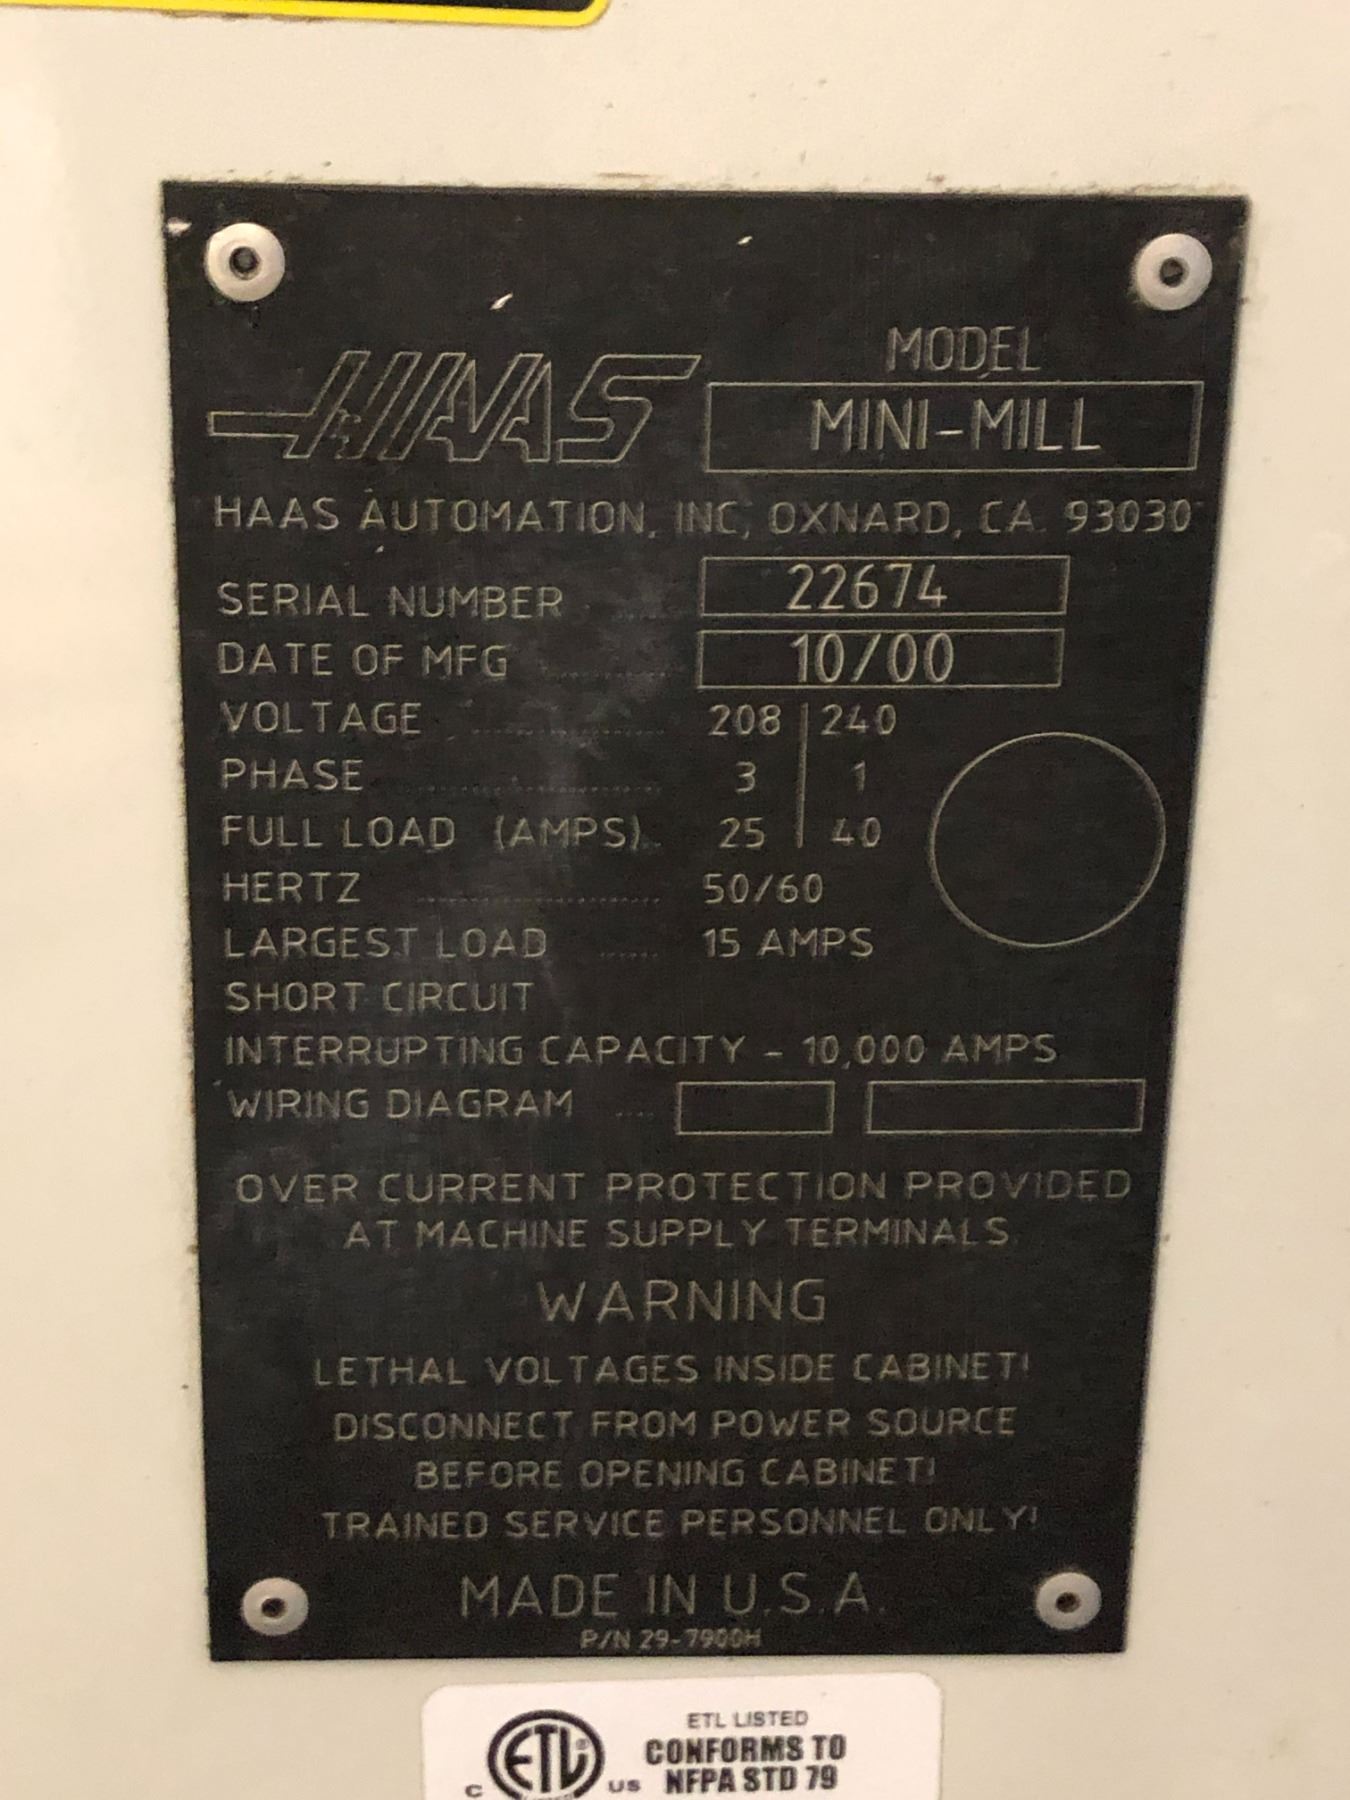 MODEL
HAAS MINI-MILL
HAAS AUTOMATION, INC, OXNARD, CA. 93030
SERIAL NUMBER 22674
DATE OF MFG ........ 10/00
VOLTAGE ........ 208 | 240
PHASE ........ 3 | 1
FULL LOAD (AMPS). 25 | 40
HERTZ ........ 50/60
LARGEST LOAD ...... 15 AMPS
SHORT CIRCUIT
INTERRUPTING CAPACITY - 10,000 AMPS
WIRING DIAGRAM ....
OVER CURRENT PROTECTION PROVIDED
AT MACHINE SUPPLY TERMINALS.
WARNING
LETHAL VOLTAGES INSIDE CABINET!
DISCONNECT FROM POWER SOURCE
BEFORE OPENING CABINET!
TRAINED SERVICE PERSONNEL ONLY!
MADE IN U.S.A.
P/N 29-7900H
ETL LISTED
CONFORMS TO
C ETL® US NFPA STD 79